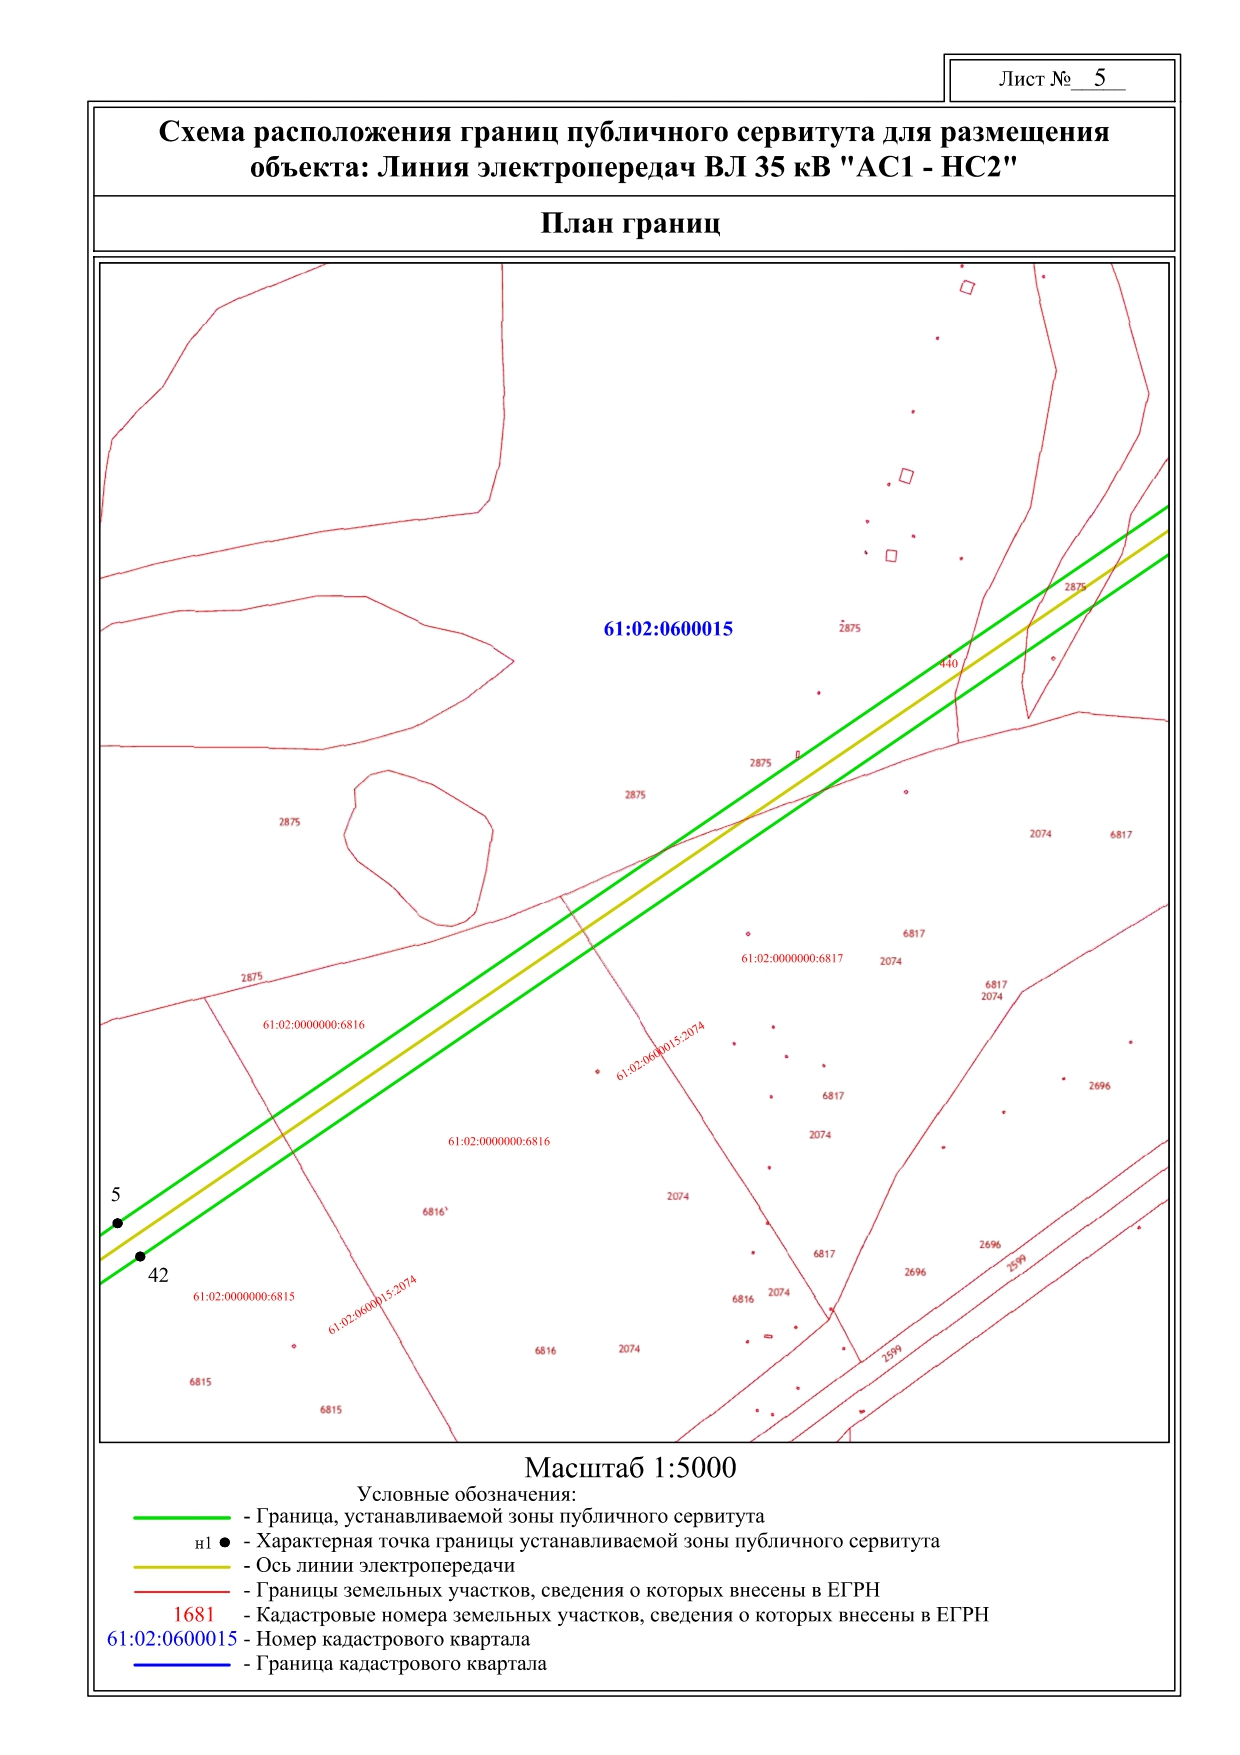 Лист № 5
Схема расположения границ публичного сервитута для размещения
объекта: Линия электропередач ВЛ 35 кВ "АС1 - НС2"
План границ
2875
61:02:0600015
2875
440
2875
2875
2875
2074 6817
6817
61:02:0000000:6817
2074
2875
6817
2074
61:02:0000000:6816
61:02:0600015:2074
2696
6817
2074
61:02:0000000:6816
5
2074
6816
2696
6817
2599
2696
42
61:02:0000000:6815
61:02:0600015:2074
2074
6816
6816
2074
2599
6815
6815
Масштаб 1:5000
Условные обозначения:
- Граница, устанавливаемой зоны публичного сервитута
н1 - Характерная точка границы устанавливаемой зоны публичного сервитута
- Ось линии электропередачи
- Границы земельных участков, сведения о которых внесены в ЕГРН
1681 - Кадастровые номера земельных участков, сведения о которых внесены в ЕГРН
61:02:0600015 - Номер кадастрового квартала
- Граница кадастрового квартала